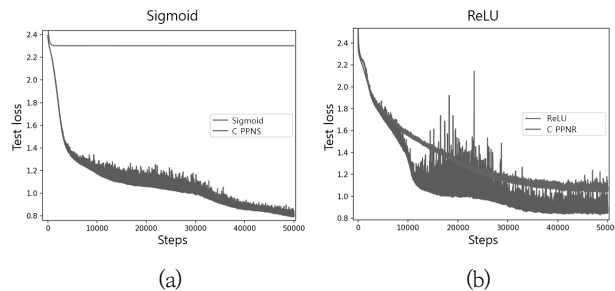 Sigmoid
2.4
2.2
2.0
1.8
1.6
1.4
1.2
1.0
0.8
Test loss
Sigmoid
C PPNS
0
10000
20000
30000
40000
50000
Steps
(a)
ReLU
2.4
2.2
2.0
1.8
1.6
1.4
1.2
1.0
0.8
Test loss
ReLU
C PPNR
0
10000
20000
30000
40000
50000
Steps
(b)